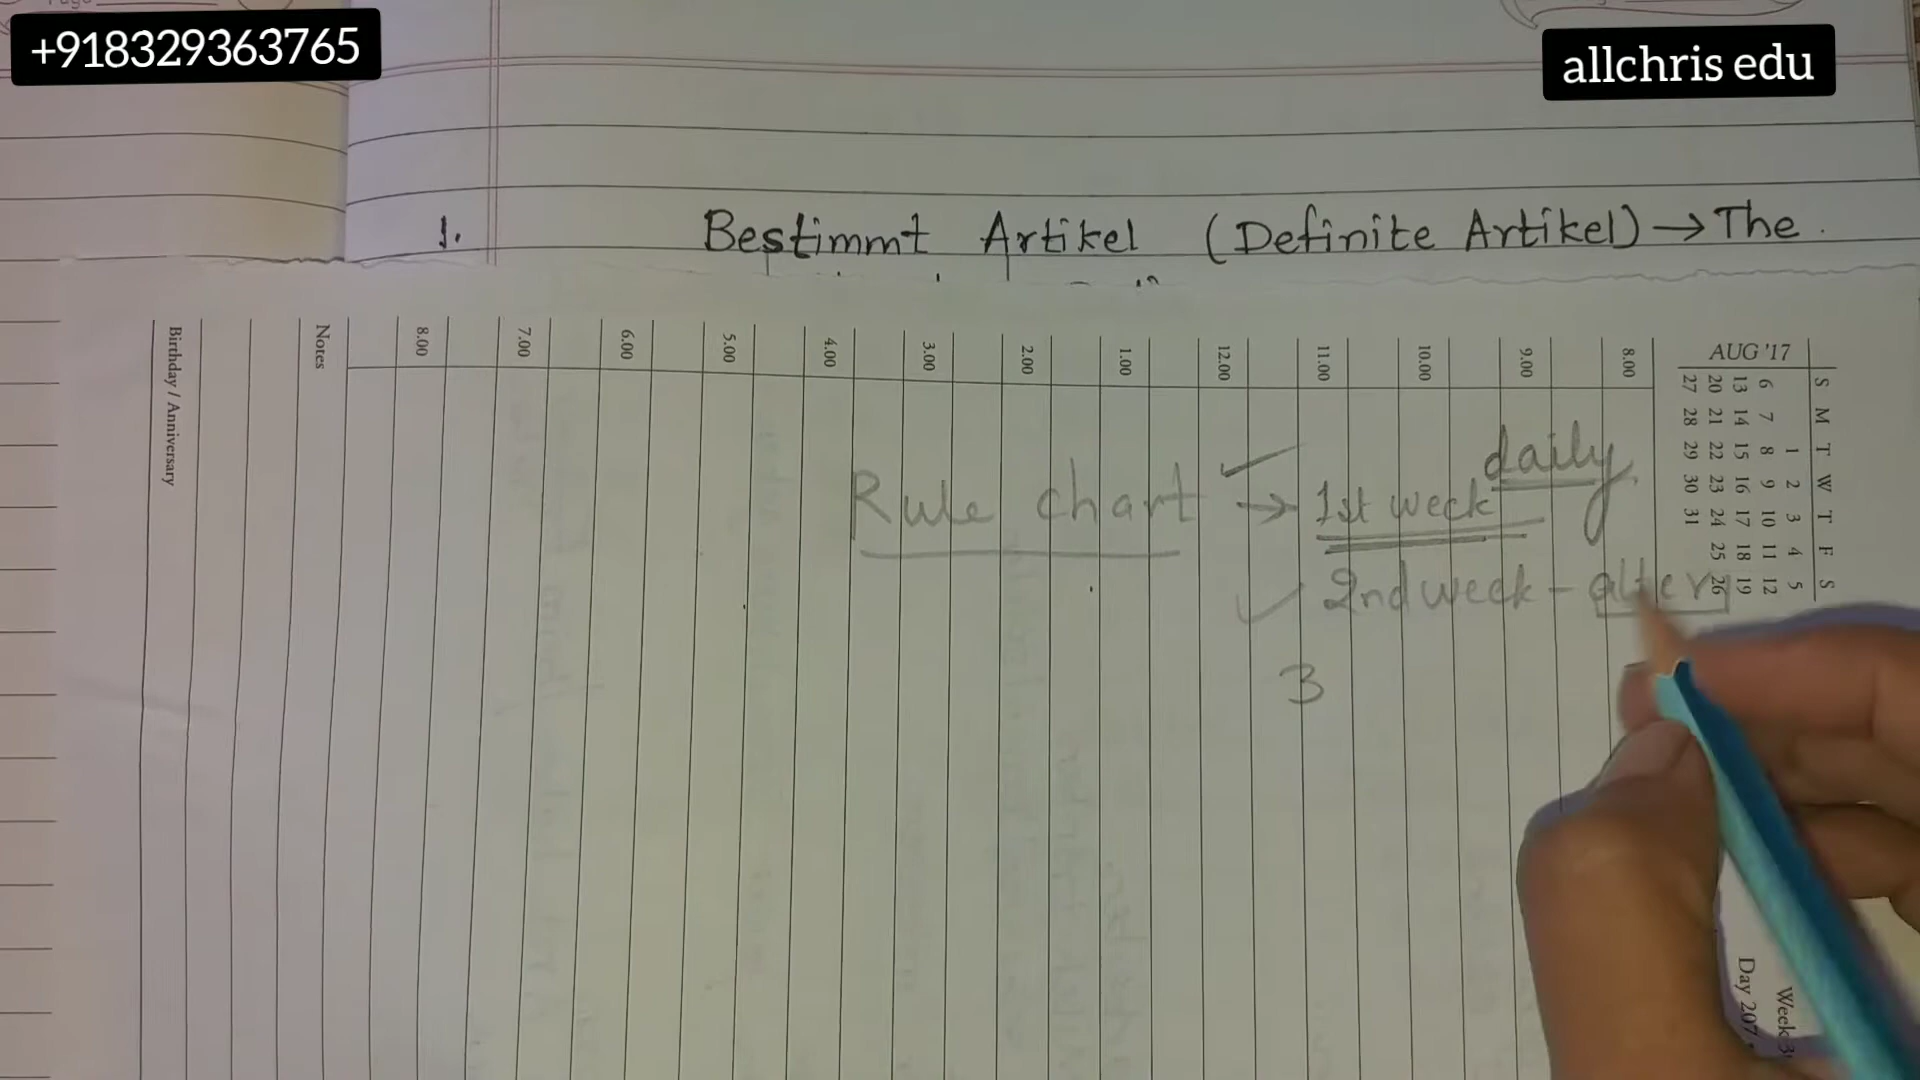 +918329363765
allchris edu
1. Bestimmt Artikel (Definite Artikel) → The
AUG '17
S M T W T F S
1 2 3 4 5
6 7 8 9 10 11 12
13 14 15 16 17 18 19
20 21 22 23 24 25 26
27 28 29 30 31
8.00
9.00
10.00
11.00
12.00
1.00
2.00
3.00
4.00
5.00
6.00
7.00
8.00
Notes
Birthday / Anniversary
daily
Rule chart → 1st week
2nd week - altern
3
Day 207